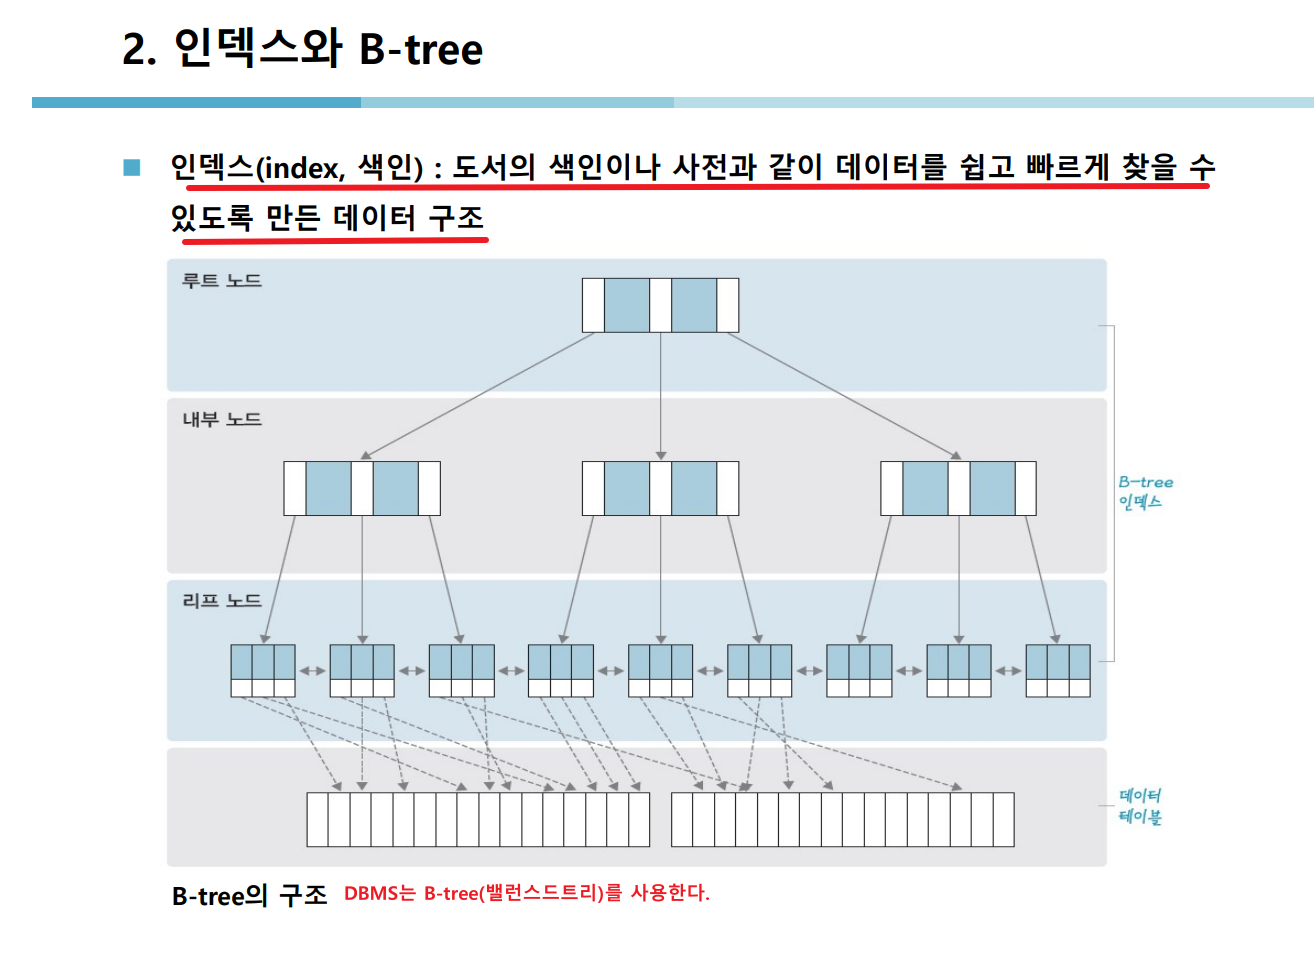 2. 인덱스와 B-tree
인덱스(index, 색인) : 도서의 색인이나 사전과 같이 데이터를 쉽고 빠르게 찾을 수
있도록 만든 데이터 구조
루트 노드
내부 노드
B-tree
인덱스
리프 노드
데이터
테이블
B-tree의 구조 DBMS는 B-tree(밸런스드트리)를 사용한다.